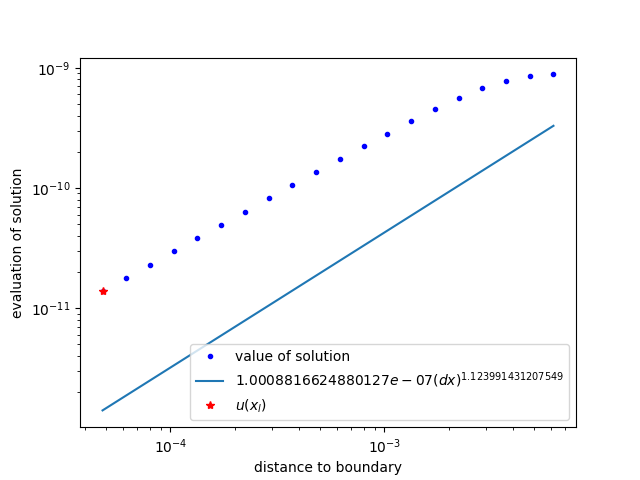 10⁻⁹
10⁻¹⁰
10⁻¹¹
evaluation of solution
value of solution
1.0008816624880127e − 07(dx)^1.123991431207549
u(x_l)
10⁻⁴
10⁻³
distance to boundary